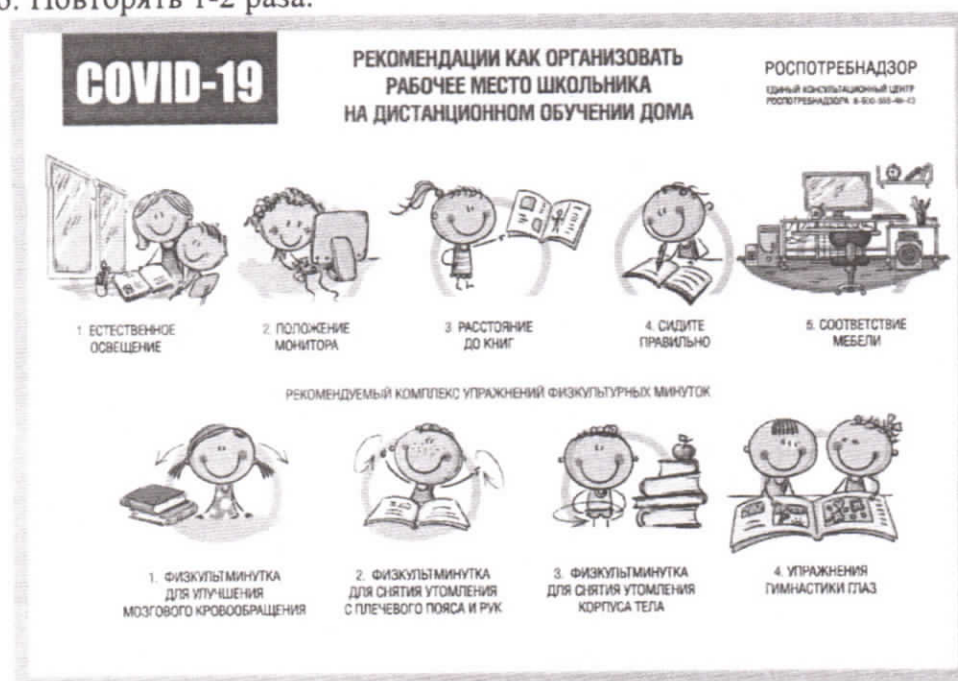 6. Повторять 1-2 раза.
COVID-19
РЕКОМЕНДАЦИИ КАК ОРГАНИЗОВАТЬ
РАБОЧЕЕ МЕСТО ШКОЛЬНИКА
НА ДИСТАНЦИОННОМ ОБУЧЕНИИ ДОМА
РОСПОТРЕБНАДЗОР
ЕДИНЫЙ КОНСУЛЬТАЦИОННЫЙ ЦЕНТР
РОСПОТРЕБНАДЗОРА
1. ЕСТЕСТВЕННОЕ
ОСВЕЩЕНИЕ
2. ПОЛОЖЕНИЕ
МОНИТОРА
3. РАССТОЯНИЕ
ДО КНИГ
4. СИДИТЕ
ПРАВИЛЬНО
5. СООТВЕТСТВИЕ
МЕБЕЛИ
РЕКОМЕНДУЕМЫЙ КОМПЛЕКС УПРАЖНЕНИЙ ФИЗКУЛЬТУРНЫХ МИНУТОК
1. ФИЗКУЛЬТМИНУТКА
ДЛЯ УЛУЧШЕНИЯ
МОЗГОВОГО КРОВООБРАЩЕНИЯ
2. ФИЗКУЛЬТМИНУТКА
ДЛЯ СНЯТИЯ УТОМЛЕНИЯ
С ПЛЕЧЕВОГО ПОЯСА И РУК
3. ФИЗКУЛЬТМИНУТКА
ДЛЯ СНЯТИЯ УТОМЛЕНИЯ
КОРПУСА ТЕЛА
4. УПРАЖНЕНИЯ
ГИМНАСТИКИ ГЛАЗ